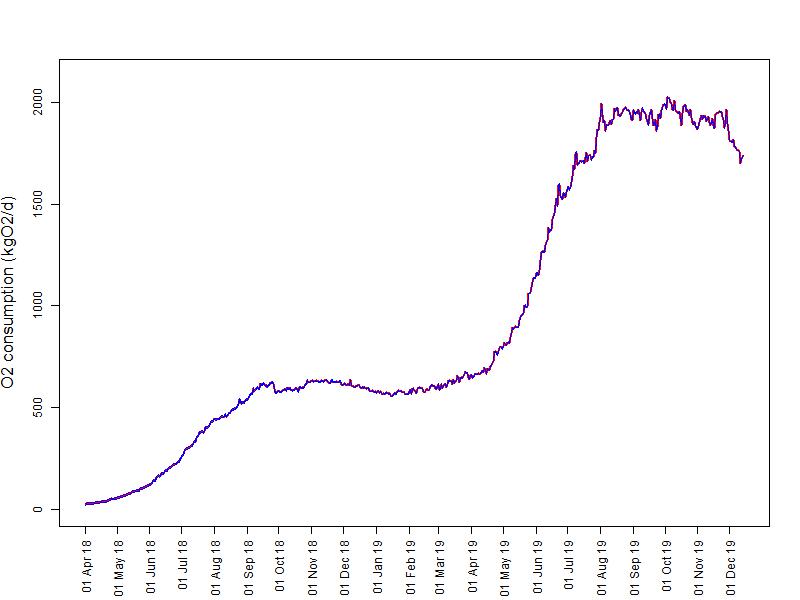 O2 consumption (kgO2/d)
2000
1500
1000
500
0
01 Apr 18
01 May 18
01 Jun 18
01 Jul 18
01 Aug 18
01 Sep 18
01 Oct 18
01 Nov 18
01 Dec 18
01 Jan 19
01 Feb 19
01 Mar 19
01 Apr 19
01 May 19
01 Jun 19
01 Jul 19
01 Aug 19
01 Sep 19
01 Oct 19
01 Nov 19
01 Dec 19